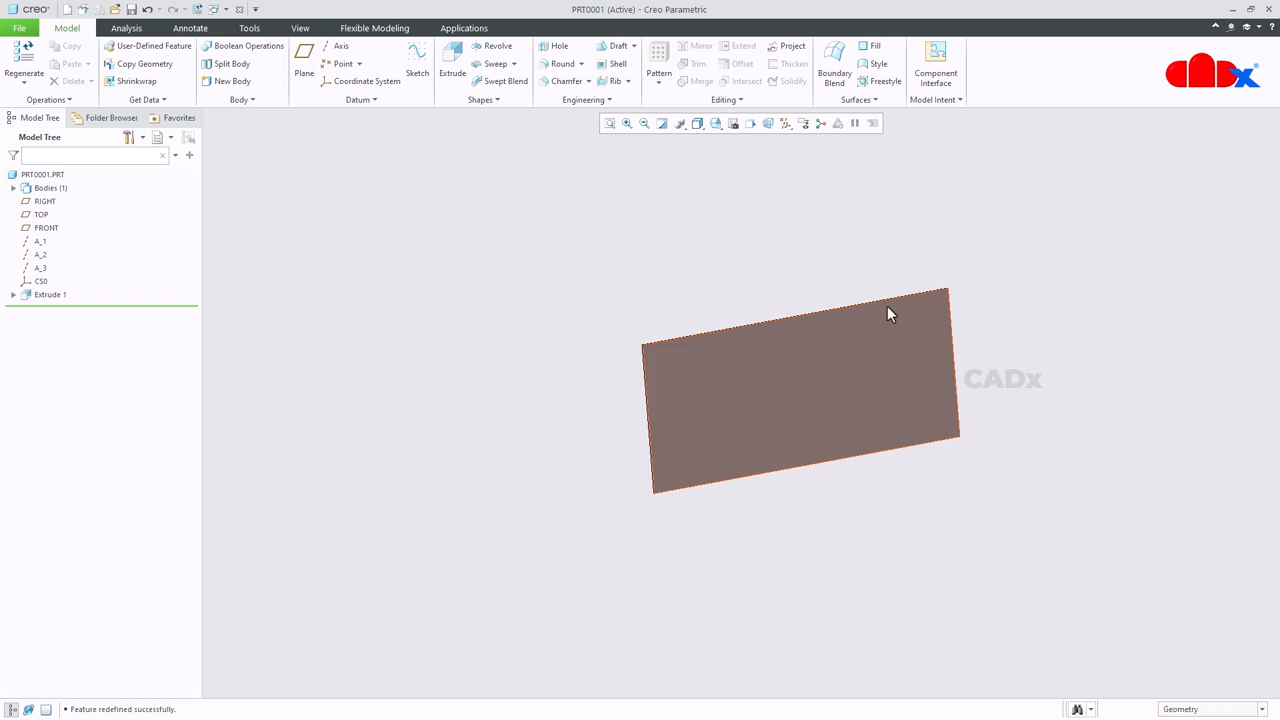 creo° PRT0001 (Active) - Creo Parametric
File Model Analysis Annotate Tools View Flexible Modeling Applications
Regenerate Copy Paste Delete User-Defined Feature Copy Geometry Shrinkwrap Boolean Operations Split Body New Body Plane Axis Point Coordinate System Sketch Extrude Revolve Sweep Swept Blend Hole Round Chamfer Draft Shell Rib Pattern Mirror Trim Merge Extend Offset Intersect Project Thicken Solidify Boundary Blend Fill Style Freestyle Component Interface CADX
Operations Get Data Body Datum Shapes Engineering Editing Surfaces Model Intent
Model Tree Folder Browser Favorites
Model Tree
PRT0001.PRT
Bodies (1)
RIGHT
TOP
FRONT
A_1
A_2
A_3
CS0
Extrude 1
CADx
• Feature redefined successfully. Geometry